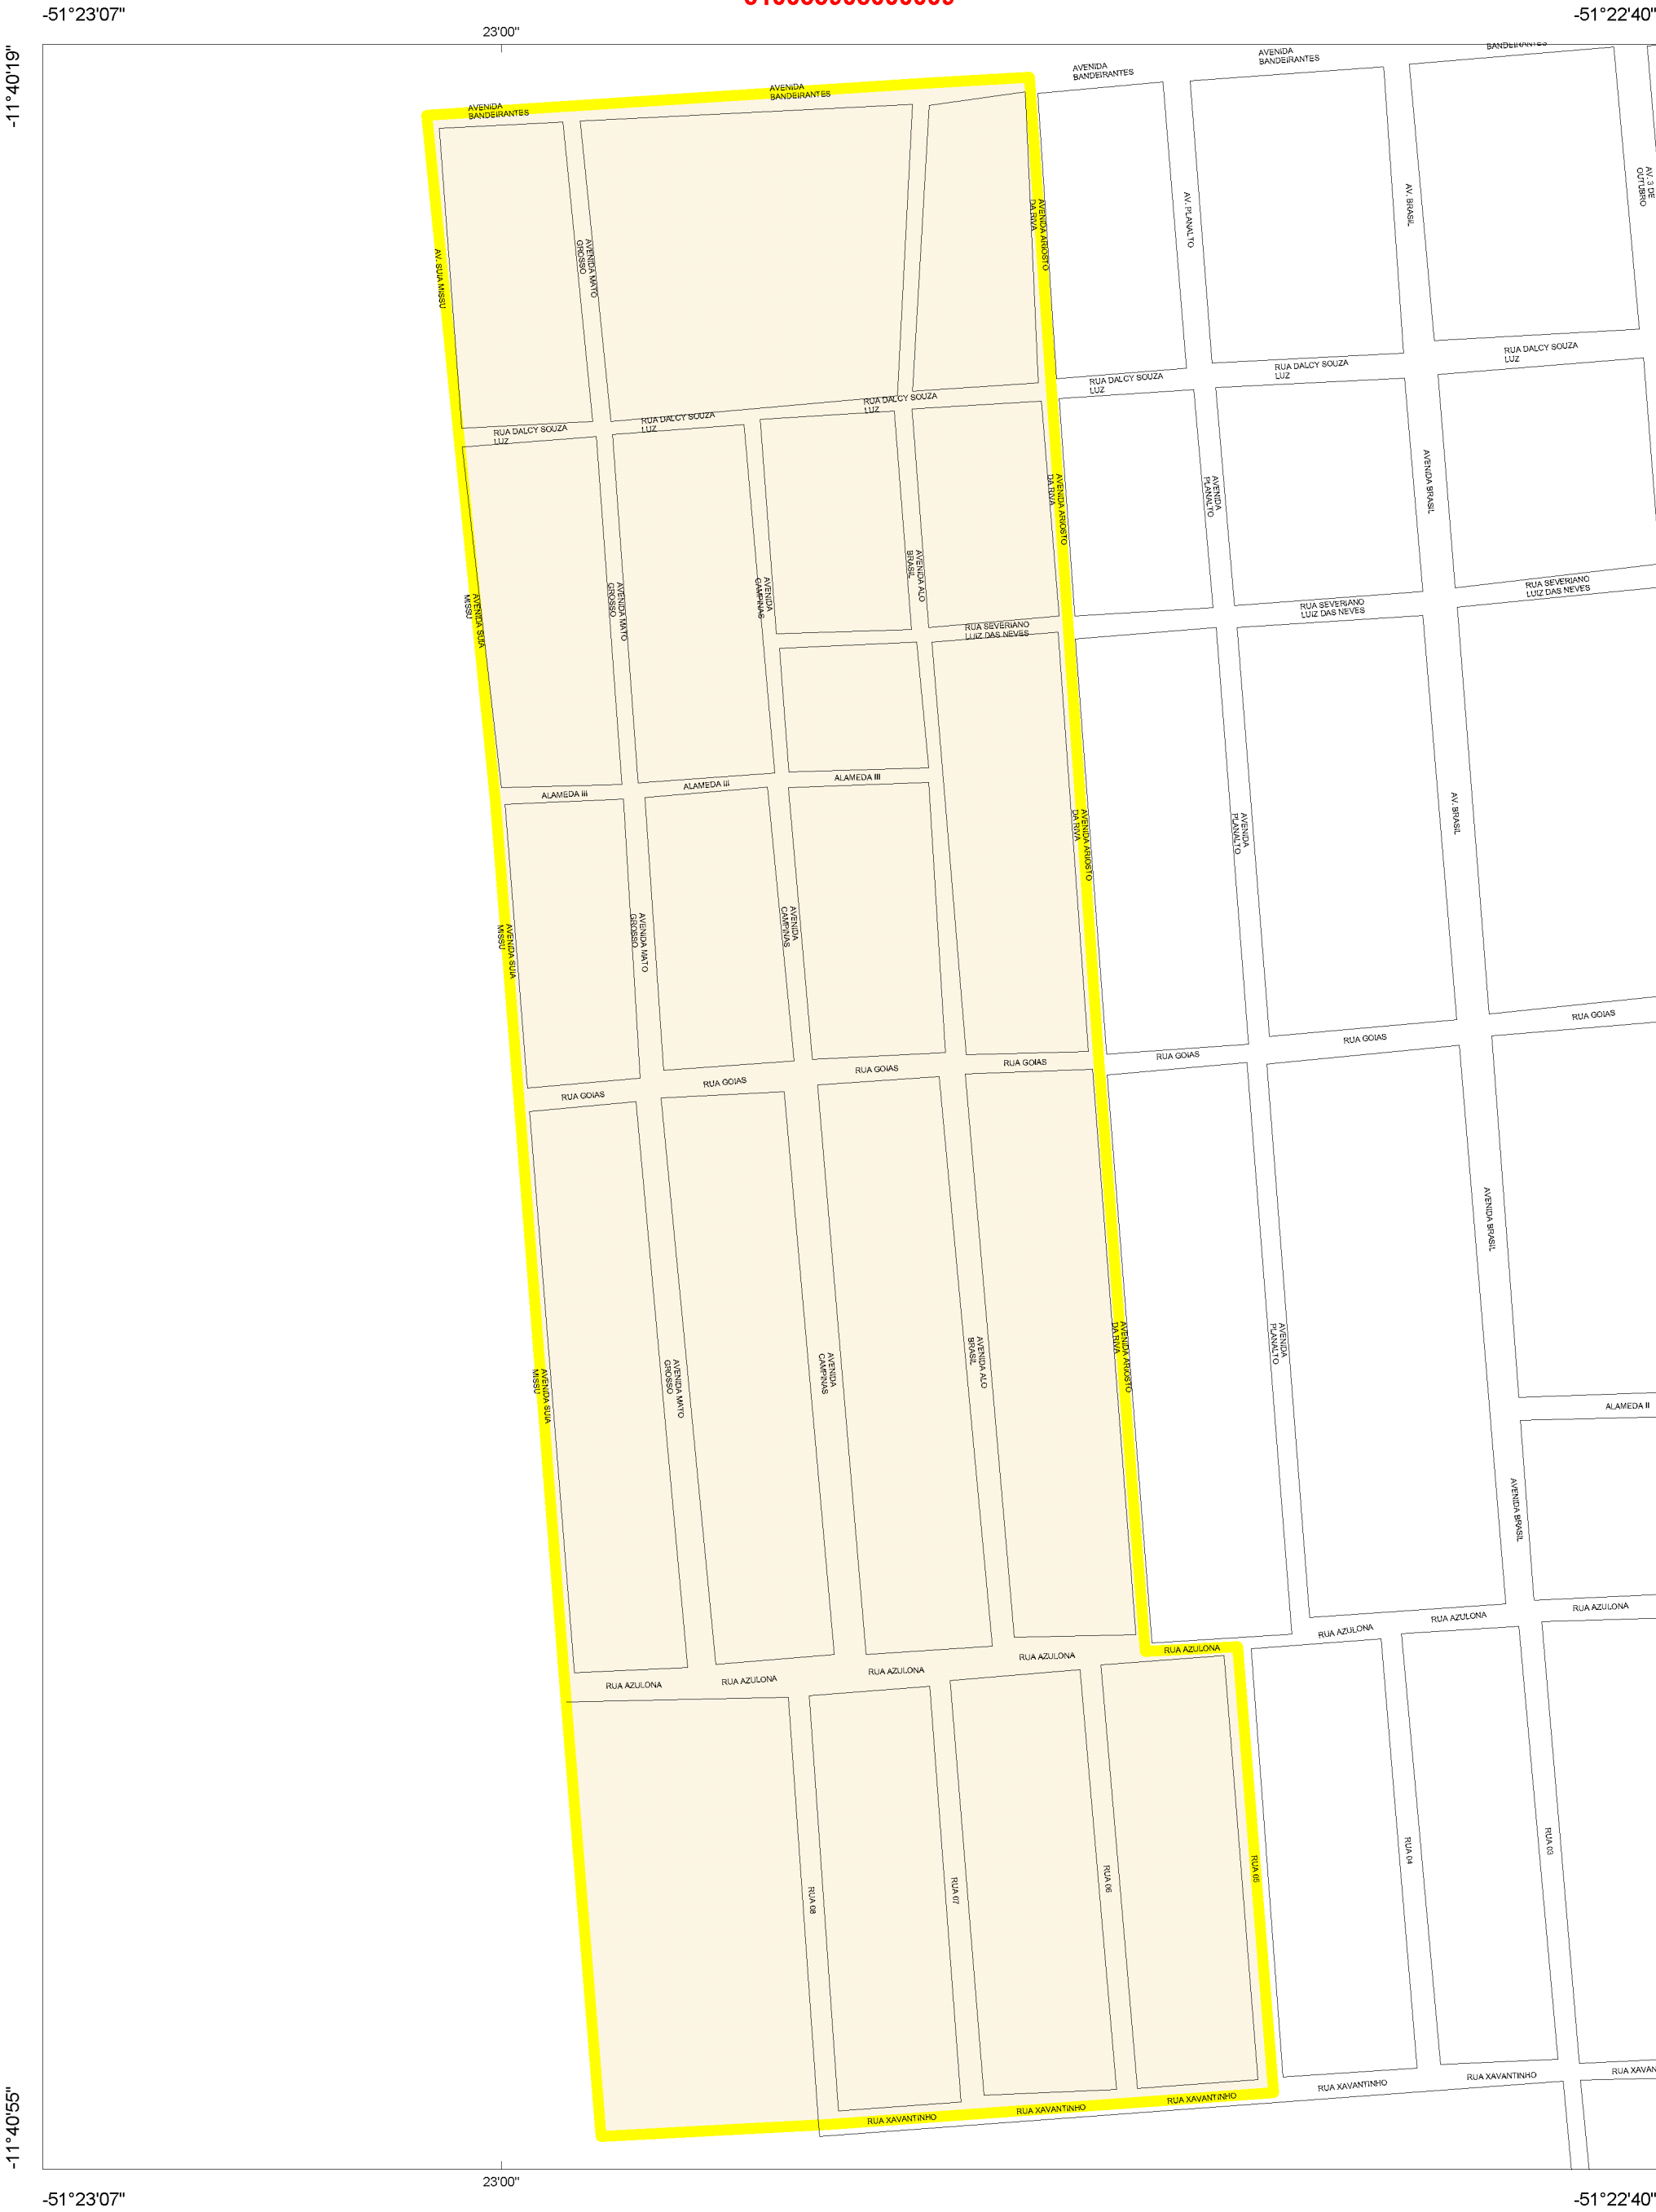 -51°23'07"
-51°22'40"
23'00"
-11°40'19"
AVENIDA
BANDEIRANTES
AVENIDA
BANDEIRANTES
AVENIDA
BANDEIRANTES
AVENIDA
BANDEIRANTES
BANDEIRANTES
AV. SUIA MISSU
AVENIDA MATO
GROSSO
AVENIDA ARIOSTO
DA RIVA
AV. PLANALTO
AV. BRASIL
AV. 3 DE
OUTUBRO
RUA DALCY SOUZA
LUZ
RUA DALCY SOUZA
LUZ
RUA DALCY SOUZA
LUZ
RUA DALCY SOUZA
LUZ
RUA DALCY SOUZA
LUZ
RUA DALCY SOUZA
LUZ
AVENIDA SUIA
MISSU
AVENIDA MATO
GROSSO
AVENIDA
CAMPINAS
AVENIDA ALO
BRASIL
AVENIDA ARIOSTO
DA RIVA
AVENIDA
PLANALTO
AVENIDA BRASIL
RUA SEVERIANO
LUIZ DAS NEVES
RUA SEVERIANO
LUIZ DAS NEVES
RUA SEVERIANO
LUIZ DAS NEVES
ALAMEDA III
ALAMEDA III
ALAMEDA III
AVENIDA SUIA
MISSU
AVENIDA MATO
GROSSO
AVENIDA
CAMPINAS
AVENIDA ARIOSTO
DA RIVA
AVENIDA
PLANALTO
AV. BRASIL
RUA GOIAS
RUA GOIAS
RUA GOIAS
RUA GOIAS
RUA GOIAS
RUA GOIAS
RUA GOIAS
AVENIDA SUIA
MISSU
AVENIDA MATO
GROSSO
AVENIDA
CAMPINAS
AVENIDA ALO
BRASIL
AVENIDA ARIOSTO
DA RIVA
AVENIDA
PLANALTO
AVENIDA BRASIL
ALAMEDA II
AVENIDA BRASIL
RUA AZULONA
RUA AZULONA
RUA AZULONA
RUA AZULONA
RUA AZULONA
RUA AZULONA
RUA AZULONA
RUA AZULONA
RUA 08
RUA 07
RUA 06
RUA 05
RUA 04
RUA 03
RUA XAVANTINHO
RUA XAVANTINHO
RUA XAVANTINHO
RUA XAVANTINHO
RUA XAVANTINHO
RUA XAVAN
-11°40'55"
23'00"
-51°23'07"
-51°22'40"